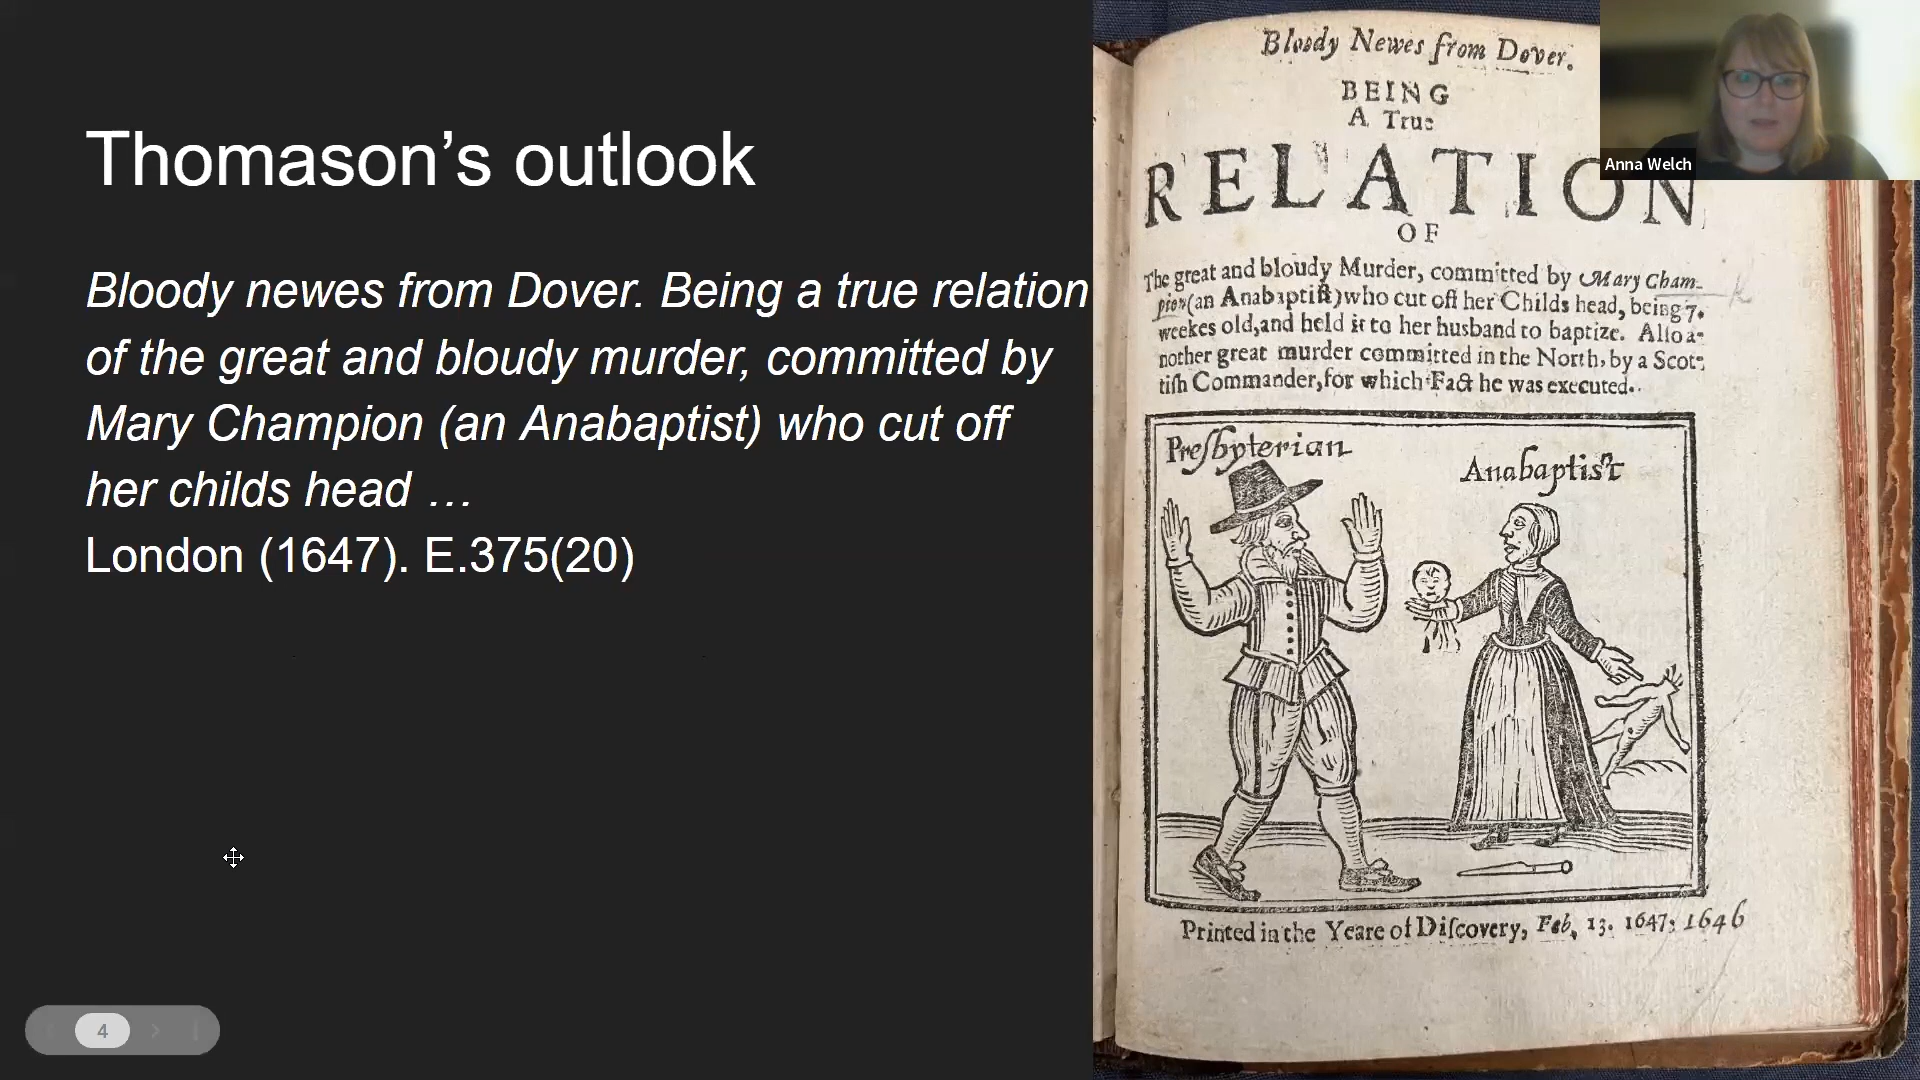 Thomason’s outlook
Bloody newes from Dover. Being a true relation
of the great and bloudy murder, committed by
Mary Champion (an Anabaptist) who cut off
her childs head …
London (1647). E.375(20)
4
Bloody Newes from Dover.
BEING
A True
RELATION
OF
The great and bloudy Murder, committed by Mary Cham-
pion (an Anabaptist) who cut off her Childs head, being 7.
weekes old, and held it to her husband to baptize. Also a-
nother great murder committed in the North, by a Scot-
tish Commander, for which Fact he was executed.
Presbyterian
Anabaptist
Printed in the Yeare of Discovery, Feb, 13. 1647; 1646
Anna Welch